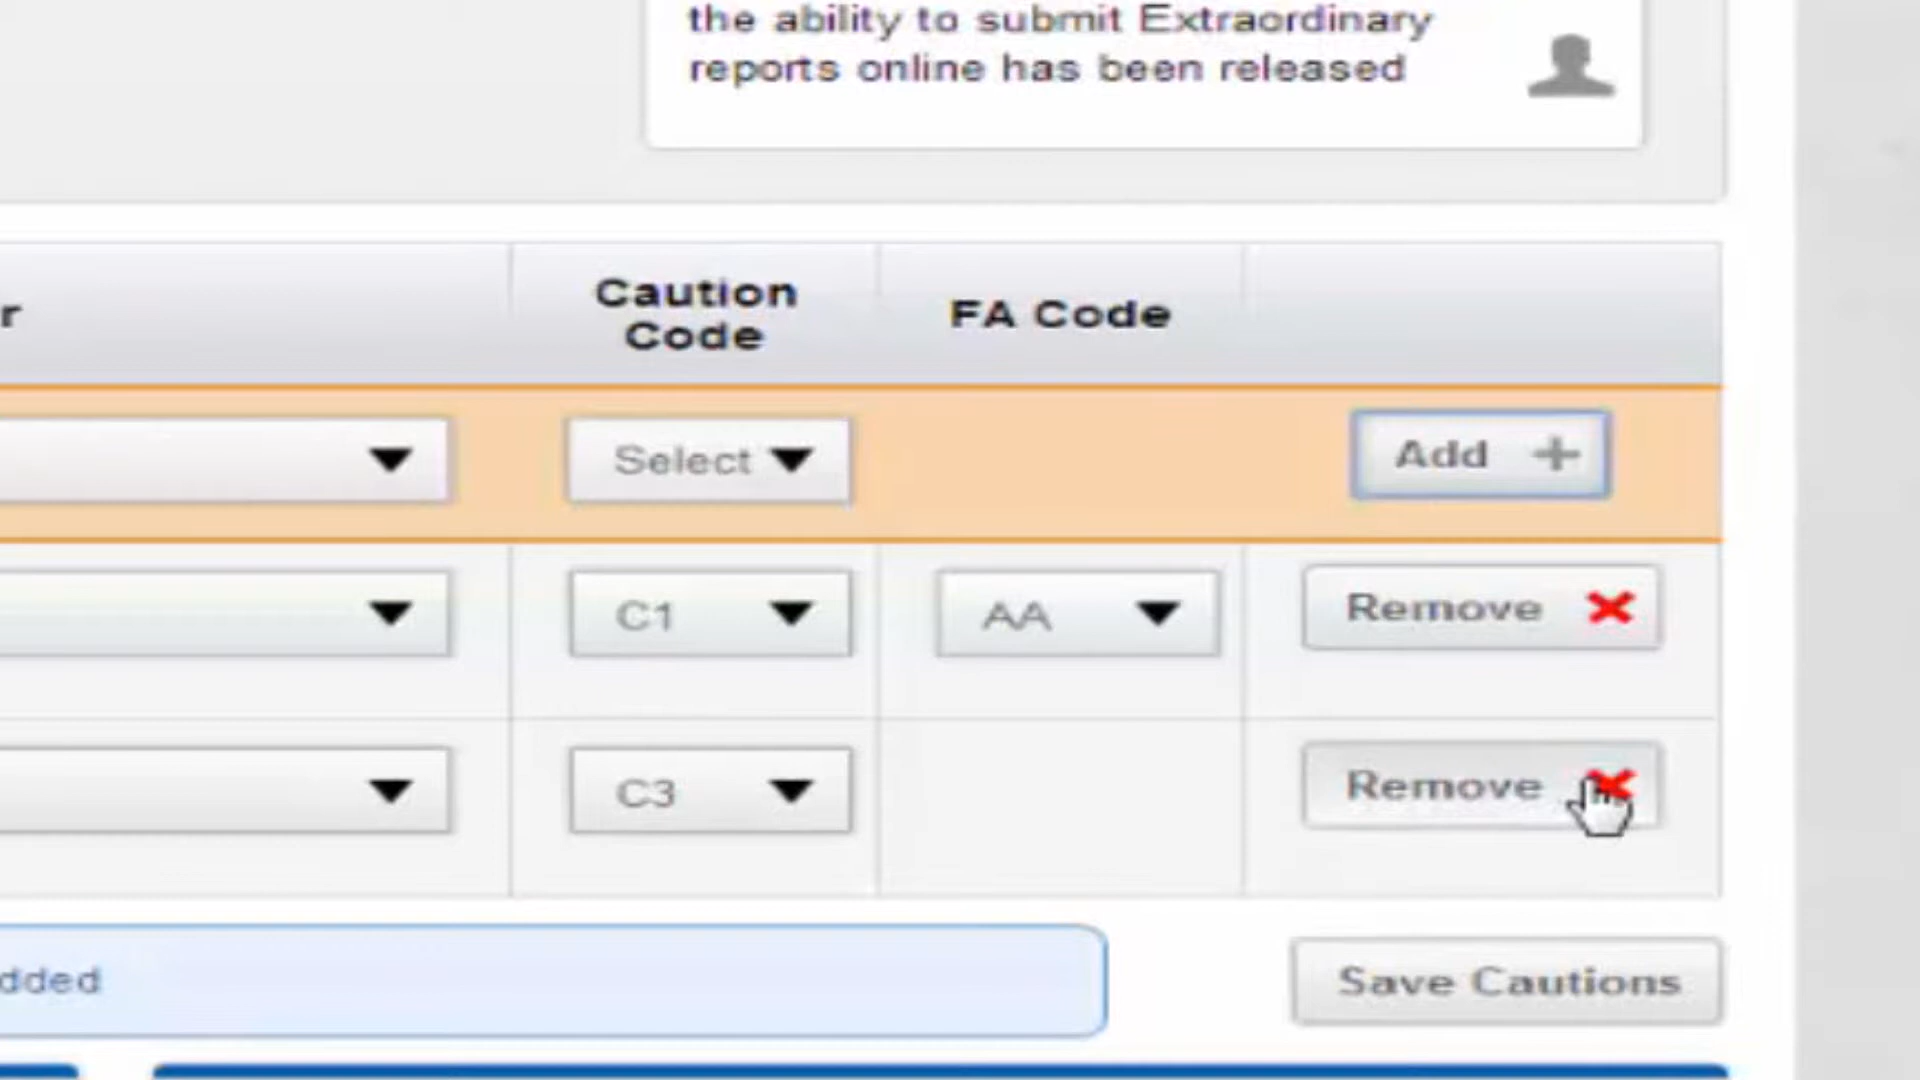 the ability to submit Extraordinary
reports online has been released
r
Caution
Code
FA Code
Select
Add
C1
AA
Remove
C3
Remove
dded
Save Cautions